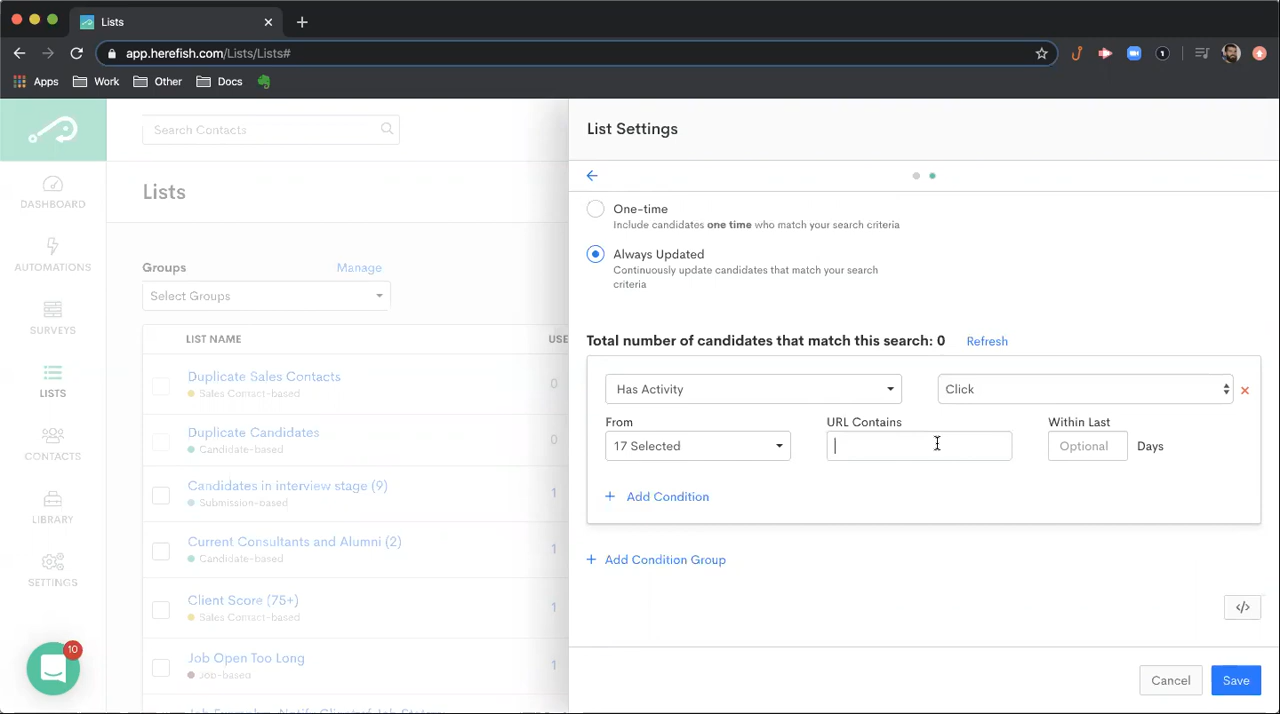 Lists
app.herefish.com/Lists/Lists#
Apps
Work
Other
Docs
DASHBOARD
AUTOMATIONS
SURVEYS
LISTS
CONTACTS
LIBRARY
SETTINGS
10
Search Contacts
Lists
Groups
Manage
Select Groups
LIST NAME
USE
Duplicate Sales Contacts
0
Sales Contact-based
Duplicate Candidates
0
Candidate-based
Candidates in interview stage (9)
1
Submission-based
Current Consultants and Alumni (2)
1
Candidate-based
Client Score (75+)
1
Sales Contact-based
Job Open Too Long
1
Job-based
List Settings
One-time
Include candidates one time who match your search criteria
Always Updated
Continuously update candidates that match your search
criteria
Total number of candidates that match this search: 0
Refresh
Has Activity
Click
From
URL Contains
Within Last
17 Selected
Optional
Days
+ Add Condition
+ Add Condition Group
</>
Cancel
Save